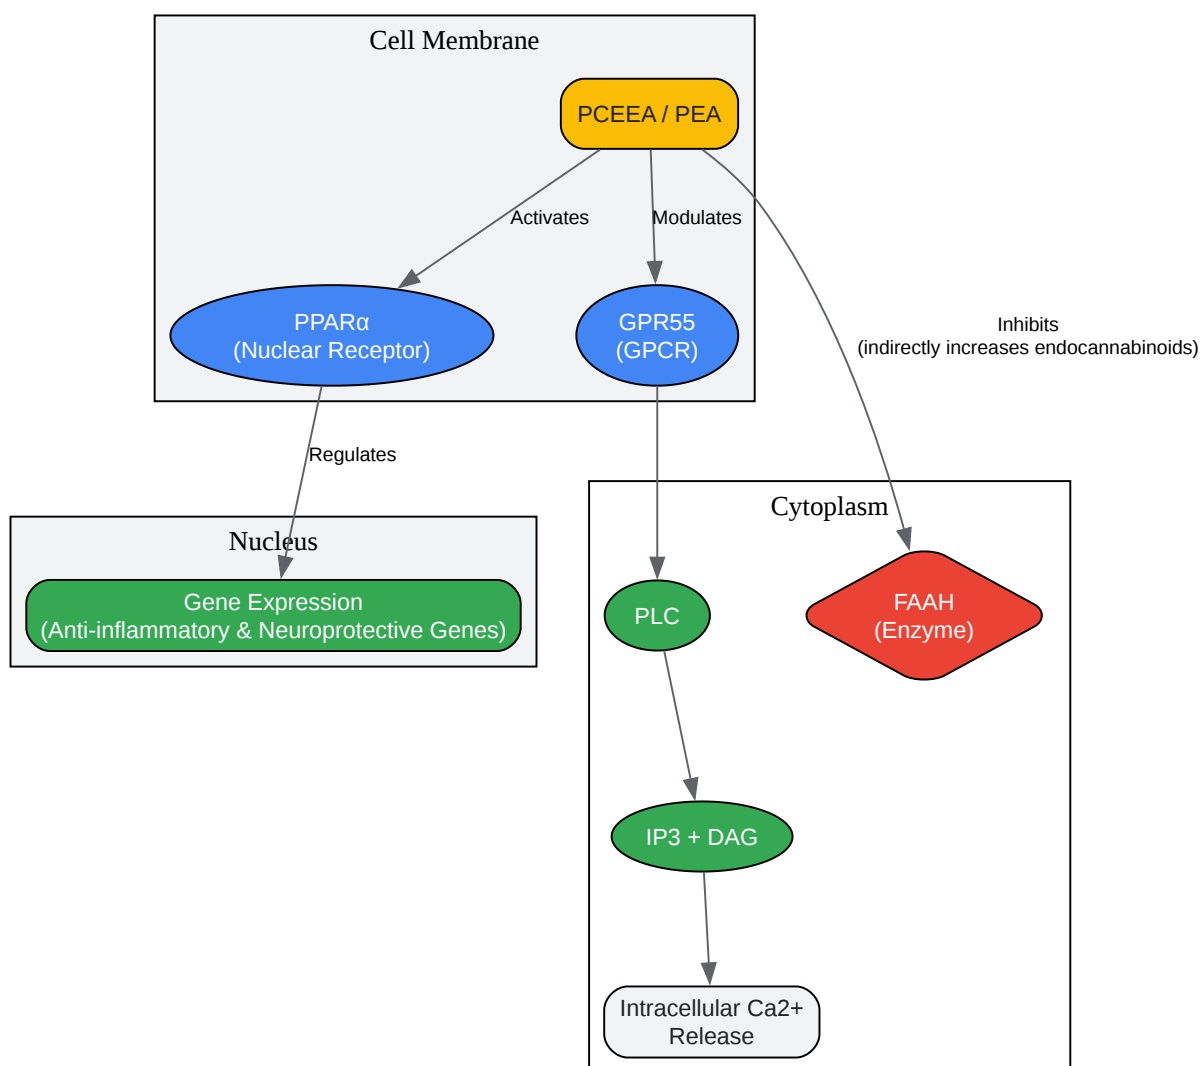 Cell Membrane
PCEEA / PEA
Activates
Modulates
PPARα
(Nuclear Receptor)
GPR55
(GPCR)
Inhibits
(indirectly increases endocannabinoids)
Regulates
Nucleus
Gene Expression
(Anti-inflammatory & Neuroprotective Genes)
Cytoplasm
PLC
FAAH
(Enzyme)
IP3 + DAG
Intracellular Ca2+
Release